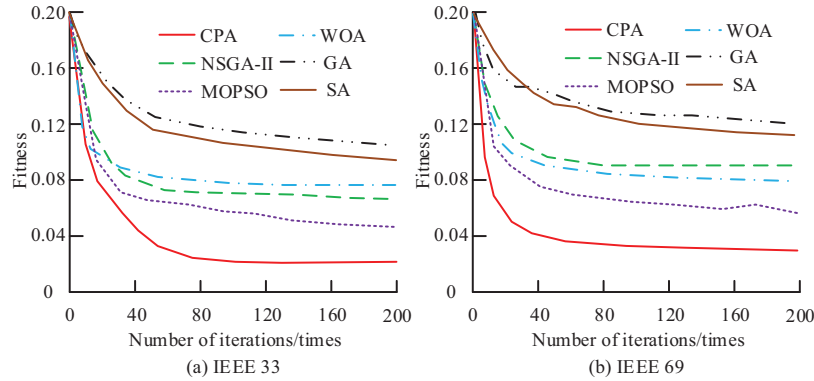 0.20
0.16
0.12
0.08
0.04
0
Fitness
CPA
NSGA-II
MOPSO
WOA
GA
SA
0 40 80 120 160 200
Number of iterations/times
(a) IEEE 33
0.20
0.16
0.12
0.08
0.04
0
Fitness
CPA
NSGA-II
MOPSO
WOA
GA
SA
0 40 80 120 160 200
Number of iterations/times
(b) IEEE 69